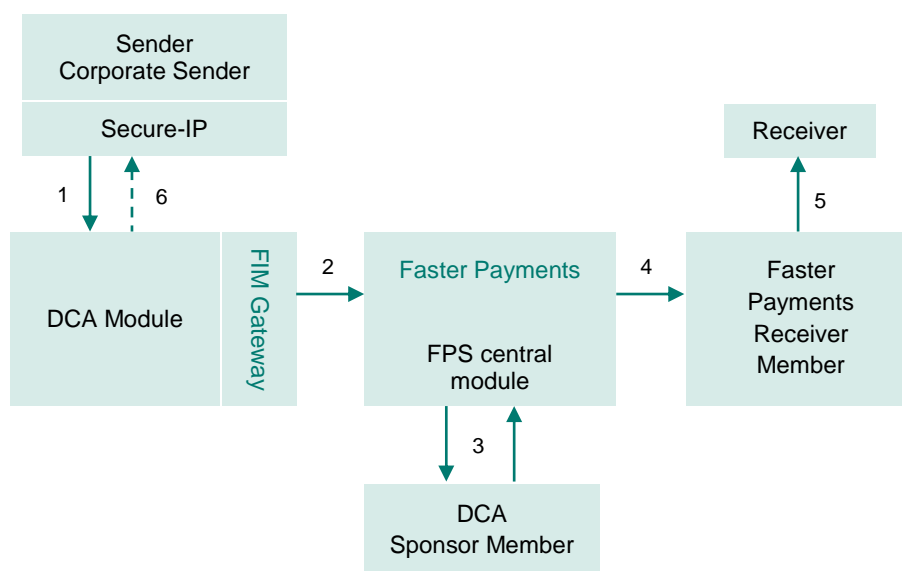 Sender
Corporate Sender
Secure-IP
Receiver
1
6
5
DCA Module
FIM Gateway
2
Faster Payments
FPS central
module
4
Faster
Payments
Receiver
Member
3
DCA
Sponsor Member